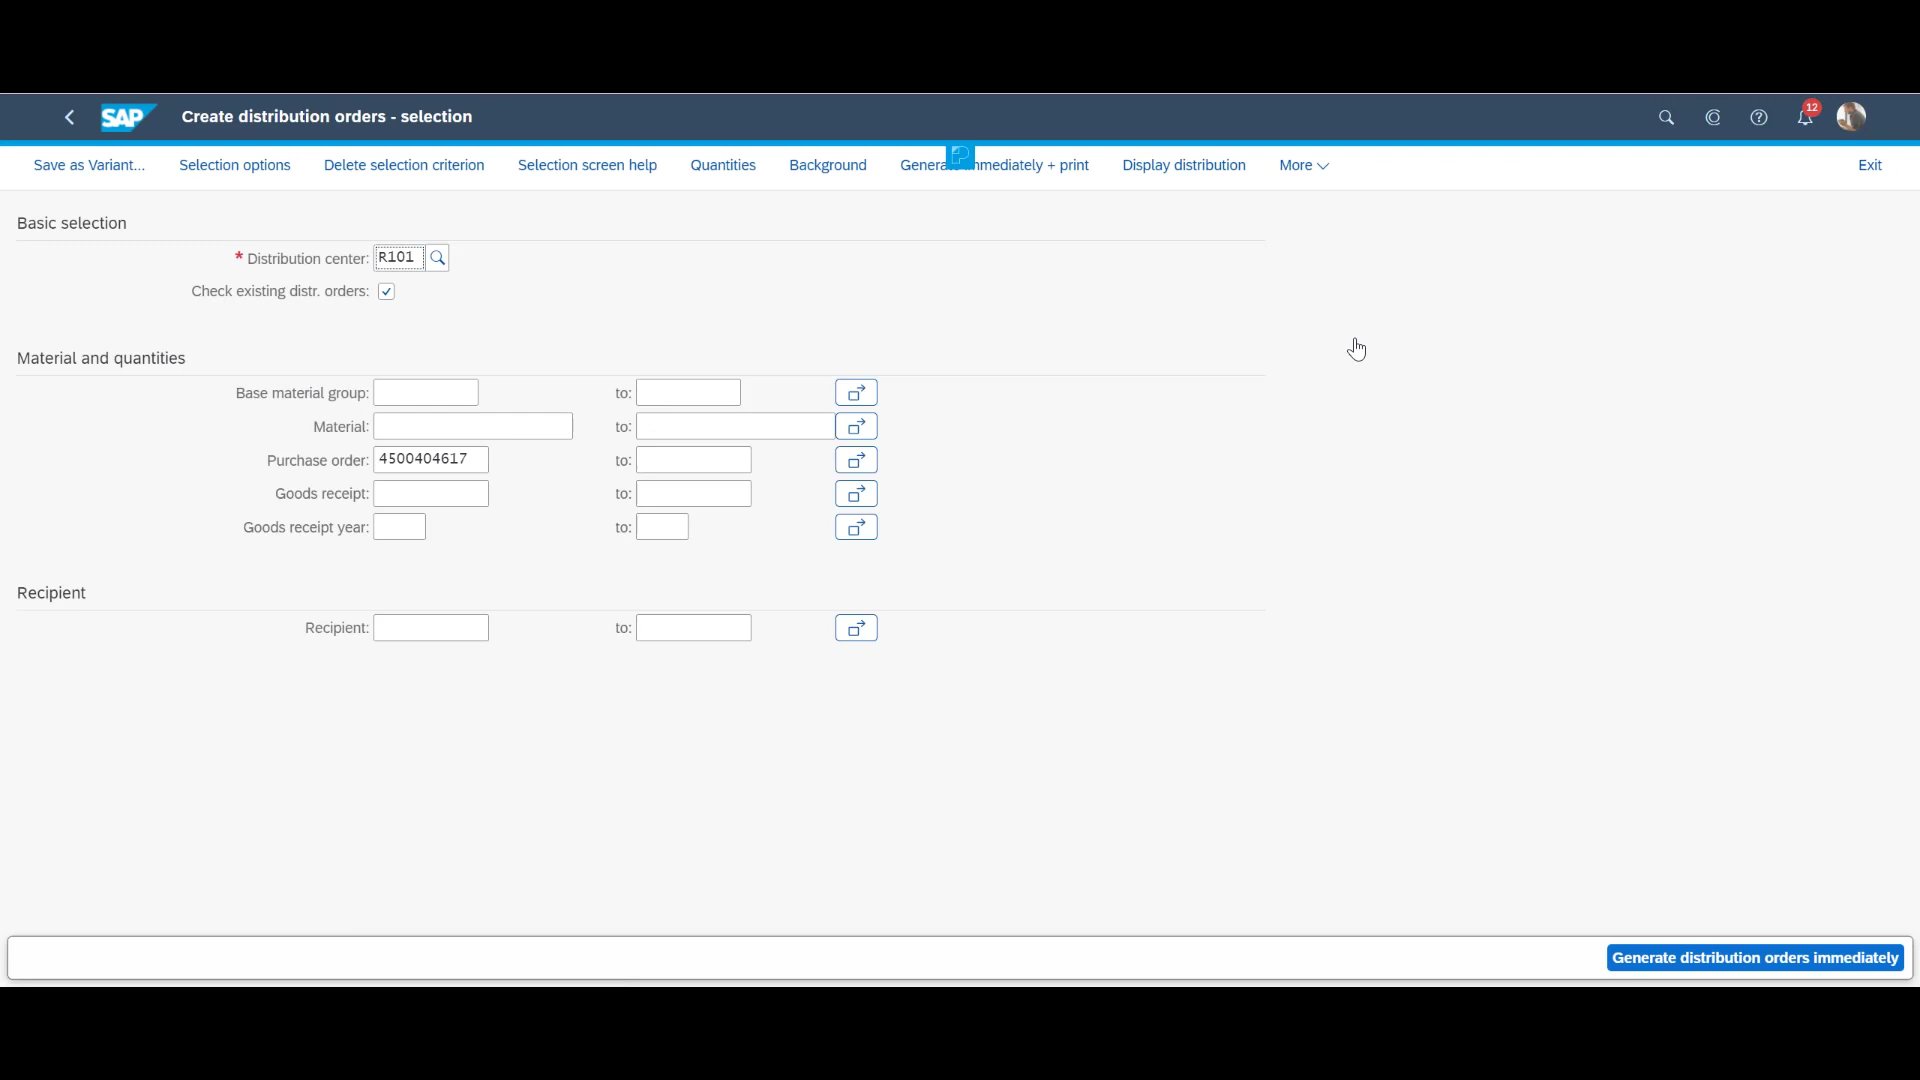 SAP Create distribution orders - selection 12
Save as Variant... Selection options Delete selection criterion Selection screen help Quantities Background immediately + print Display distribution More Exit
Basic selection
* Distribution center: R101
Check existing distr. orders:
Material and quantities
Base material group: to:
Material: to:
Purchase order: 4500404617 to:
Goods receipt: to:
Goods receipt year: to:
Recipient
Recipient: to:
Generate distribution orders immediately